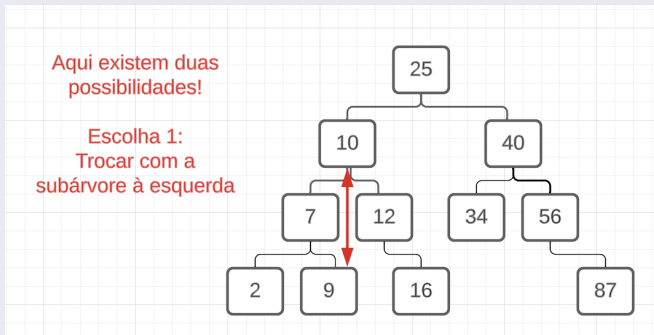 Aqui existem duas
possibilidades!
Escolha 1:
Trocar com a
subárvore à esquerda
25
10
40
7
12
34
56
2
9
16
87